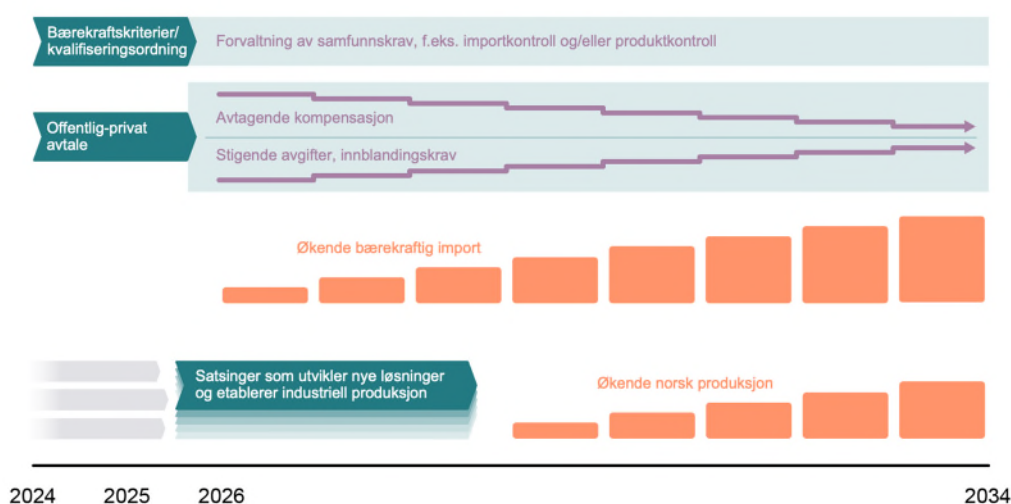 Bærekraftskriterier/
kvalifiseringsordning
Forvaltning av samfunnskrav, f.eks. importkontroll og/eller produktkontroll
Offentlig-privat
avtale
Avtagende kompensasjon
Stigende avgifter, innblandingskrav
Økende bærekraftig import
Satsinger som utvikler nye løsninger
og etablerer industriell produksjon
Økende norsk produksjon
2024 2025 2026 2034